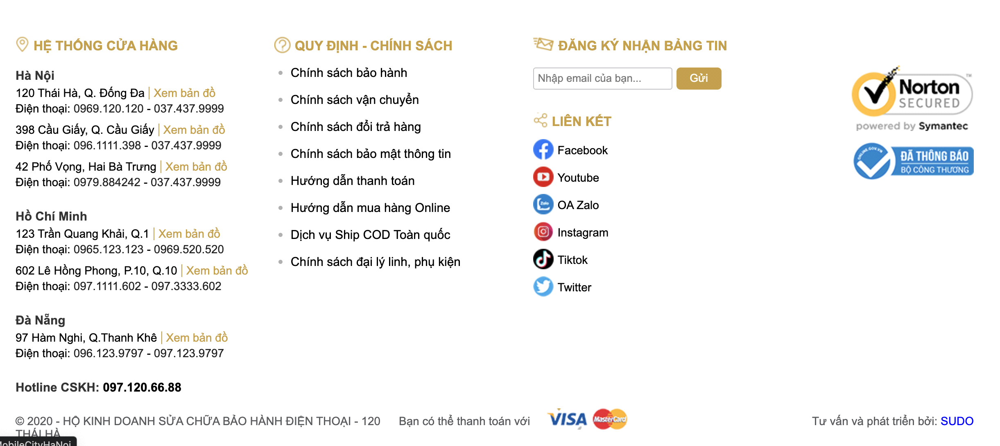 HỆ THỐNG CỬA HÀNG
Hà Nội
120 Thái Hà, Q. Đống Đa | Xem bản đồ
Điện thoại: 0969.120.120 - 037.437.9999
398 Cầu Giấy, Q. Cầu Giấy | Xem bản đồ
Điện thoại: 096.1111.398 - 037.437.9999
42 Phố Vọng, Hai Bà Trưng | Xem bản đồ
Điện thoại: 0979.884242 - 037.437.9999
Hồ Chí Minh
123 Trần Quang Khải, Q.1 | Xem bản đồ
Điện thoại: 0965.123.123 - 0969.520.520
602 Lê Hồng Phong, P.10, Q.10 | Xem bản đồ
Điện thoại: 097.1111.602 - 097.3333.602
Đà Nẵng
97 Hàm Nghi, Q.Thanh Khê | Xem bản đồ
Điện thoại: 096.123.9797 - 097.123.9797
Hotline CSKH: 097.120.66.88
QUY ĐỊNH - CHÍNH SÁCH
Chính sách bảo hành
Chính sách vận chuyển
Chính sách đổi trả hàng
Chính sách bảo mật thông tin
Hướng dẫn thanh toán
Hướng dẫn mua hàng Online
Dịch vụ Ship COD Toàn quốc
Chính sách đại lý linh, phụ kiện
ĐĂNG KÝ NHẬN BẢNG TIN
Nhập email của bạn...
Gửi
LIÊN KẾT
Facebook
Youtube
Zalo
OA Zalo
Instagram
Tiktok
Twitter
Norton™
SECURED
powered by Symantec
ONLINE.GOV.VN
ĐÃ THÔNG BÁO
BỘ CÔNG THƯƠNG
© 2020 - HỘ KINH DOANH SỬA CHỮA BẢO HÀNH ĐIỆN THOẠI - 120
THÁI HÀ
MobileCityHaNoi
Bạn có thể thanh toán với
VISA
MasterCard
Tư vấn và phát triển bởi: SUDO